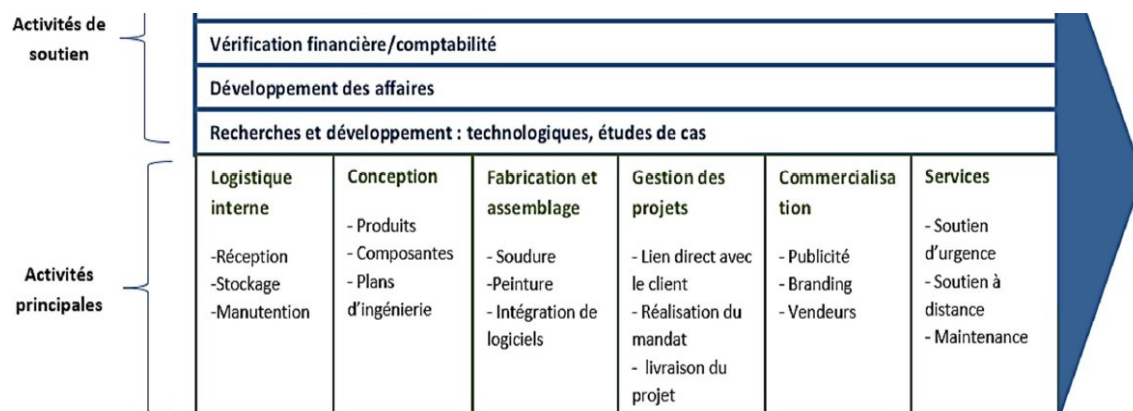 Activités de
soutien
Vérification financière/comptabilité
Développement des affaires
Recherches et développement : technologiques, études de cas
Activités
principales
Logistique
interne
-Réception
-Stockage
-Manutention
Conception
- Produits
- Composantes
- Plans
d'ingénierie
Fabrication et
assemblage
- Soudure
-Peinture
- Intégration de
logiciels
Gestion des
projets
- Lien direct avec
le client
- Réalisation du
mandat
- livraison du
projet
Commercialisa
tion
- Publicité
- Branding
- Vendeurs
Services
- Soutien
d'urgence
- Soutien à
distance
- Maintenance